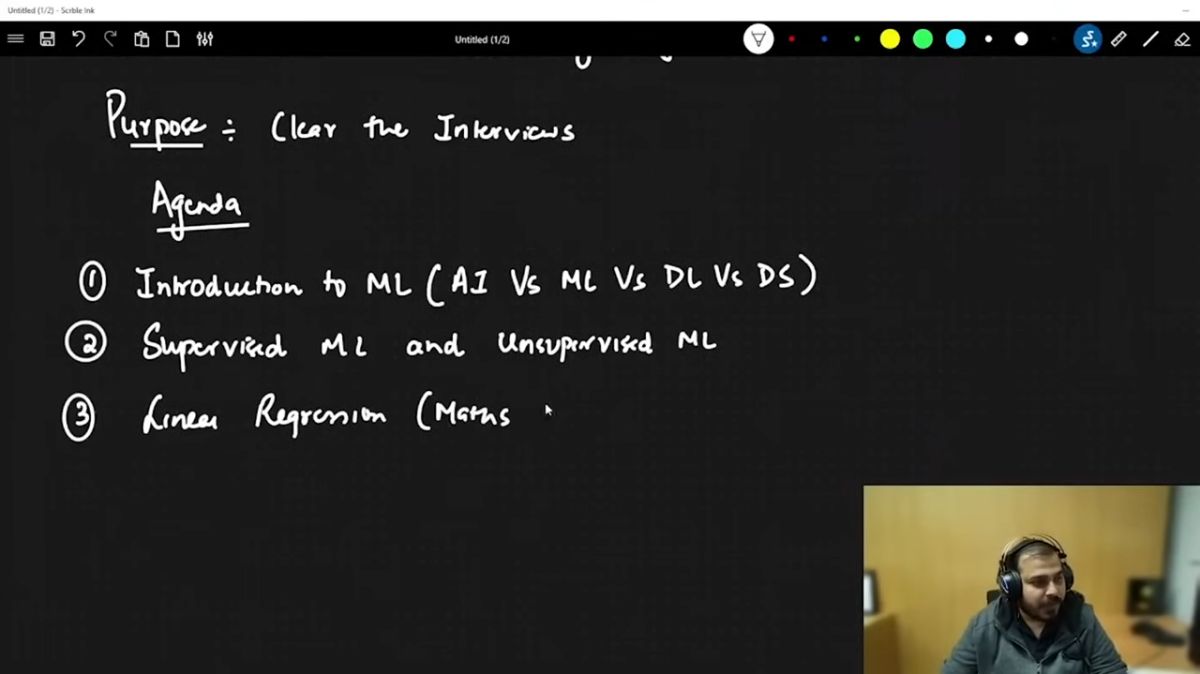 Untitled (1/2) - Scrble Ink
Untitled (1/2)
Purpose ÷ Clear the Interviews
Agenda
① Introduction to ML (AI Vs ML Vs DL Vs DS)
② Supervised ML and Unsupervised ML
③ Linear Regression (Maths